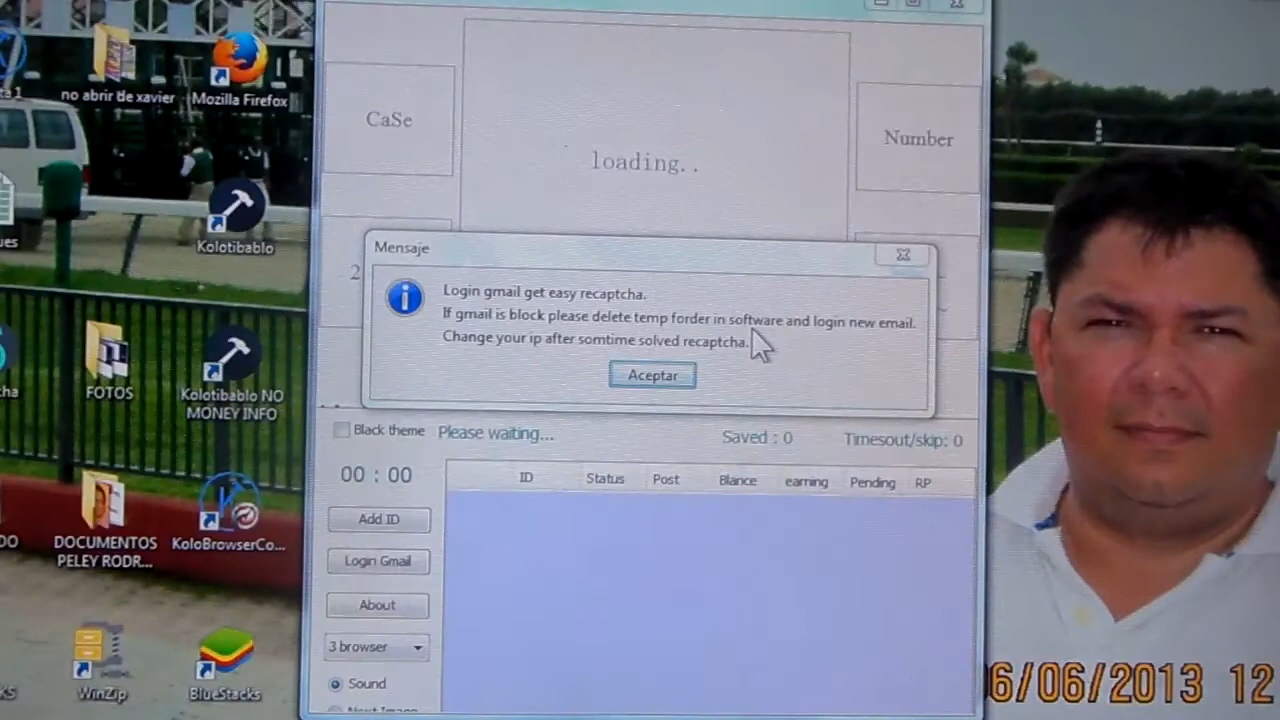 no abrir de xavier
Mozilla Firefox
Kolotibablo
FOTOS
Kolotibablo NO
MONEY INFO
DOCUMENTOS
PELEY RODR...
KoloBrowserCo...
WinZip
BlueStacks
CaSe
loading..
Number
2
Mensaje
Login gmail get easy recaptcha.
If gmail is block please delete temp forder in software and login new email.
Change your ip after somtime solved recaptcha.
Aceptar
Black theme
Please waiting...
Saved : 0
Timesout/skip: 0
00 : 00
ID
Status
Post
Blance
earning
Pending
RP
Add ID
Login Gmail
About
3 browser
Sound
6/06/2013 12